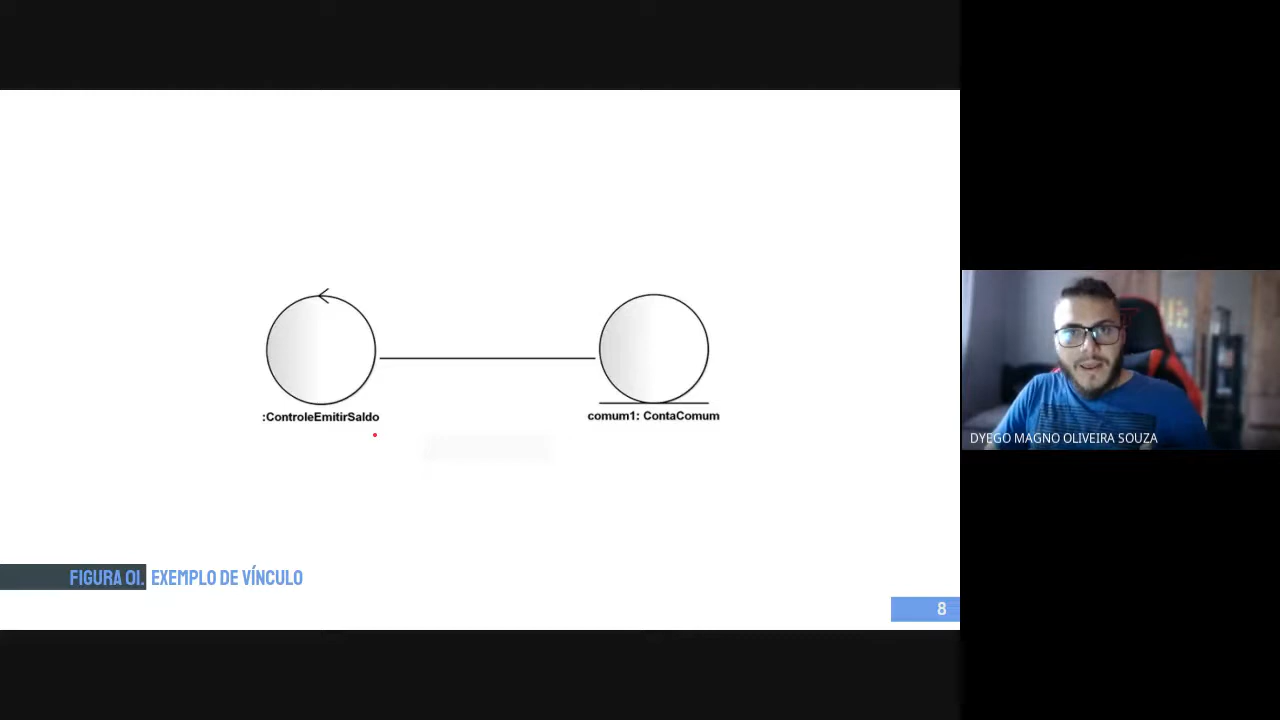 :ControleEmitirSaldo
comum1: ContaComum
FIGURA 01. EXEMPLO DE VÍNCULO
8
DYEGO MAGNO OLIVEIRA SOUZA